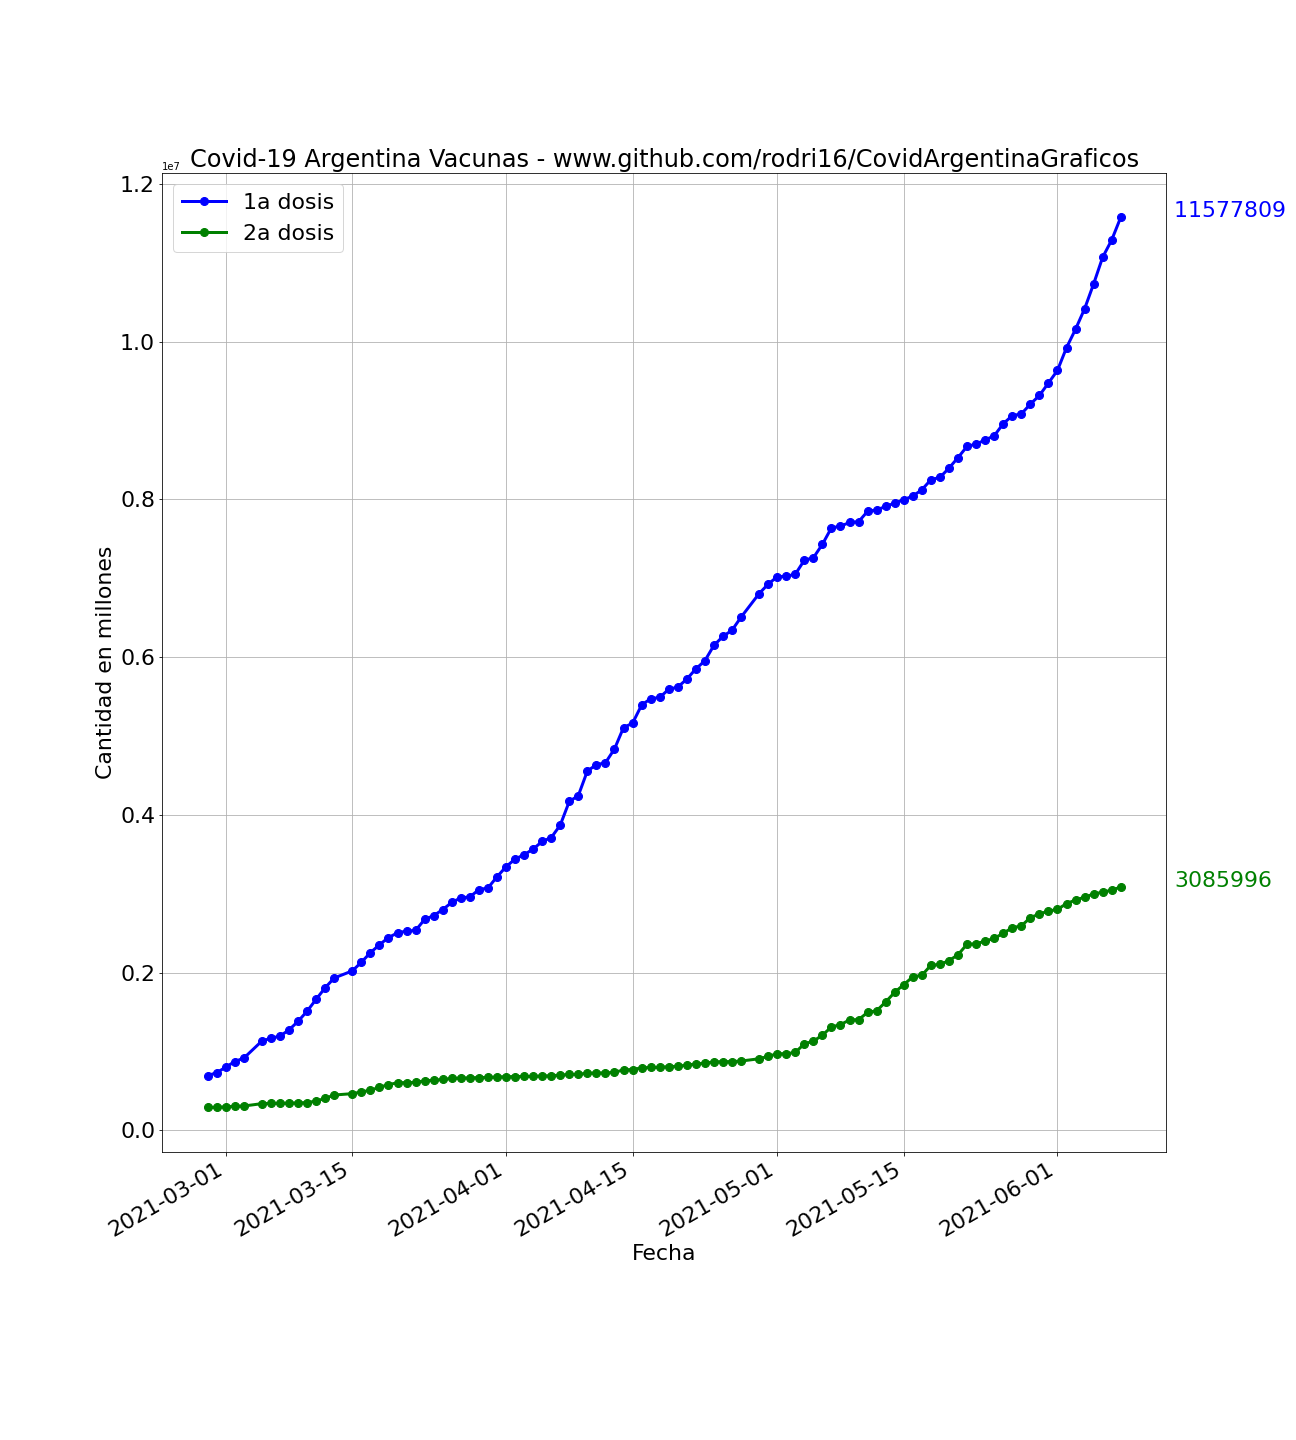 Covid-19 Argentina Vacunas - www.github.com/rodri16/CovidArgentinaGraficos
1e7
1a dosis
2a dosis
11577809
3085996
1.2
1.0
0.8
0.6
0.4
0.2
0.0
Cantidad en millones
2021-03-01
2021-03-15
2021-04-01
2021-04-15
2021-05-01
2021-05-15
2021-06-01
Fecha